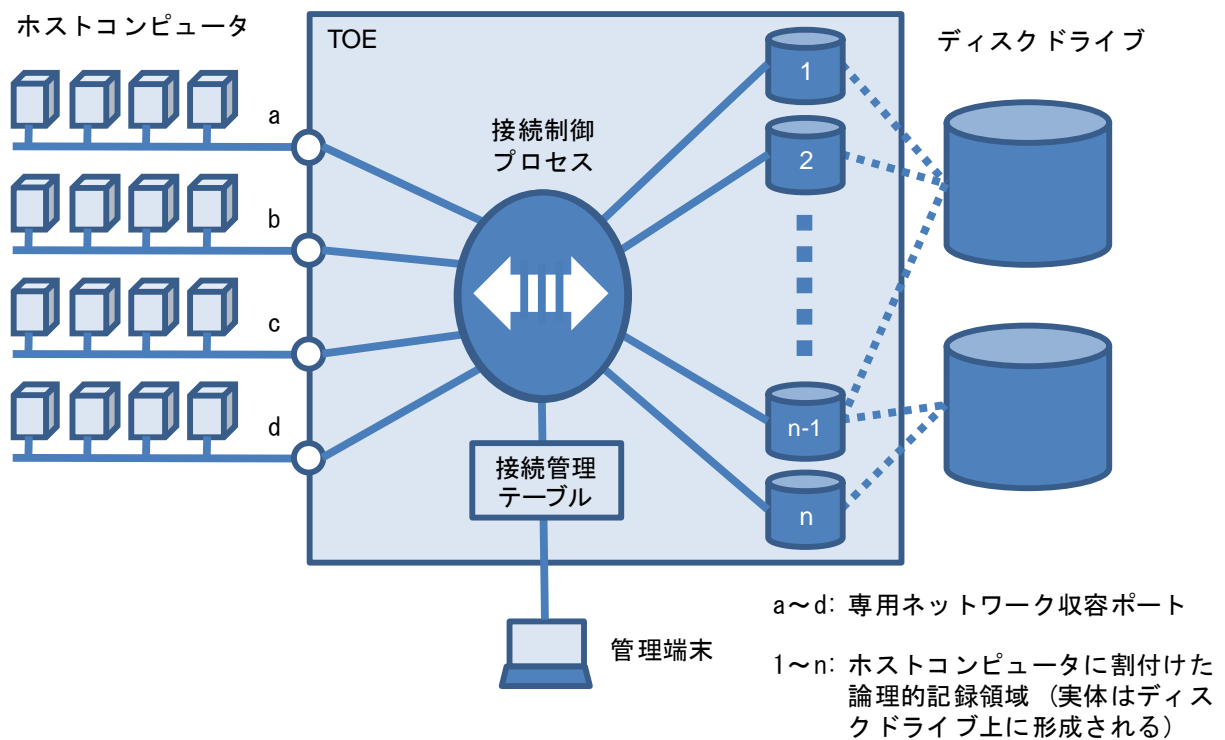 ホストコンピュータ
TOE
ディスクドライブ
a
接続制御
プロセス
1
2
b
c
d
n-1
n
接続管理
テーブル
管理端末
a～d: 専用ネットワーク収容ポート
1～n: ホストコンピュータに割付けた
論理的記録領域 (実体はディス
クドライブ上に形成される)